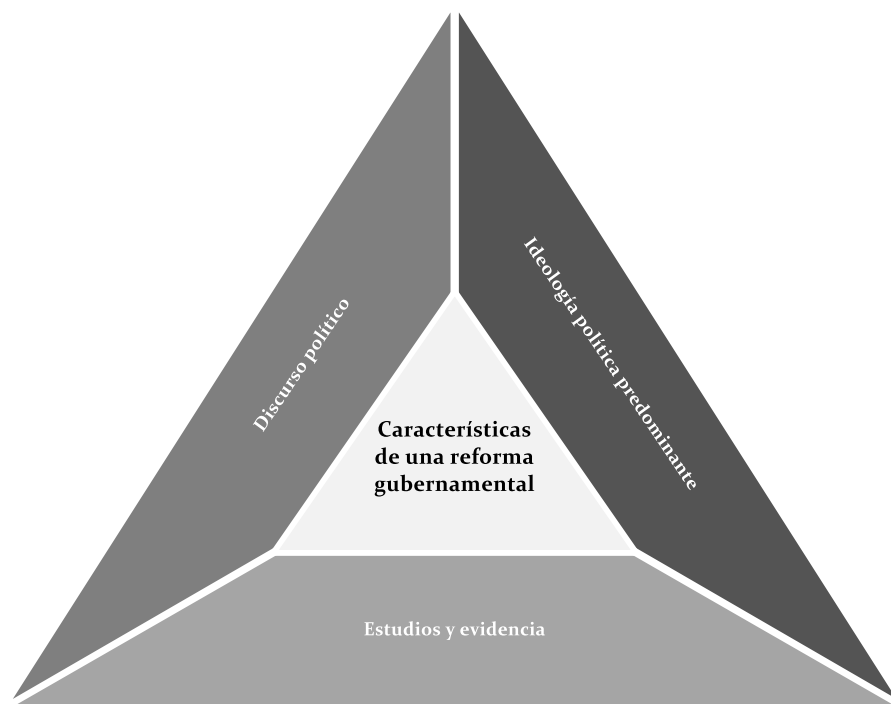 Discurso político
Ideología política predominante
Características
de una reforma
gubernamental
Estudios y evidencia